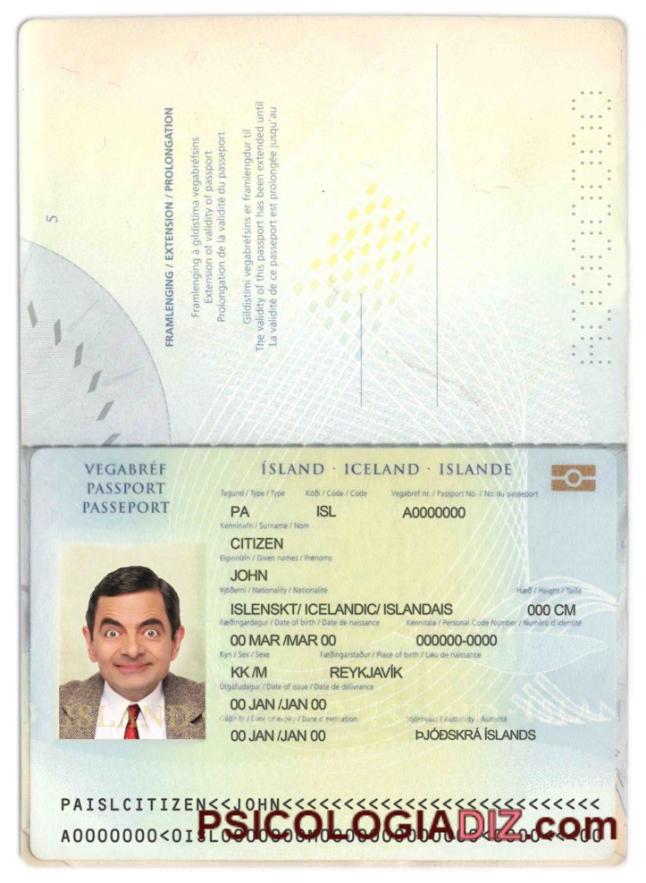 5
FRAMLENGING / EXTENSION / PROLONGATION
Framlenging á gildistíma vegabréfsins
Extension of validity of passport
Prolongation de la validité du passeport
Gildistími vegabréfsins er framlengdur til
The validity of this passport has been extended until
La validité de ce passeport est prolongée jusqu'au
VEGABRÉF
PASSPORT
PASSEPORT
ÍSLAND · ICELAND · ISLANDE
Tegund / Type / Type Kóði / Code / Code Vegabréf nr. / Passport No. / No. du passeport
PA ISL A0000000
Kenninafn / Surname / Nom
CITIZEN
Eiginnöfn / Given names / Prénoms
JOHN
Þjóðerni / Nationality / Nationalité Hæð / Height / Taille
ISLENSKT/ ICELANDIC/ ISLANDAIS 000 CM
Fæðingardagur / Date of birth / Date de naissance Kennitala / Personal Code Number / Numéro d'identité
00 MAR /MAR 00 000000-0000
Kyn / Sex / Sexe Fæðingarstaður / Place of birth / Lieu de naissance
KK /M REYKJAVÍK
Útgáfudagur / Date of issue / Date de délivrance
00 JAN /JAN 00
ÍSLAND
Date of expiry / Authority / Autorité
00 JAN /JAN 00 ÞJÓÐSKRÁ ÍSLANDS
PAISLCITIZEN<<JOHN<<<<<<<<<<<<<<<<<<<<<<<<<<
PSICOLOGIADIZ.com
A0000000<0ISL